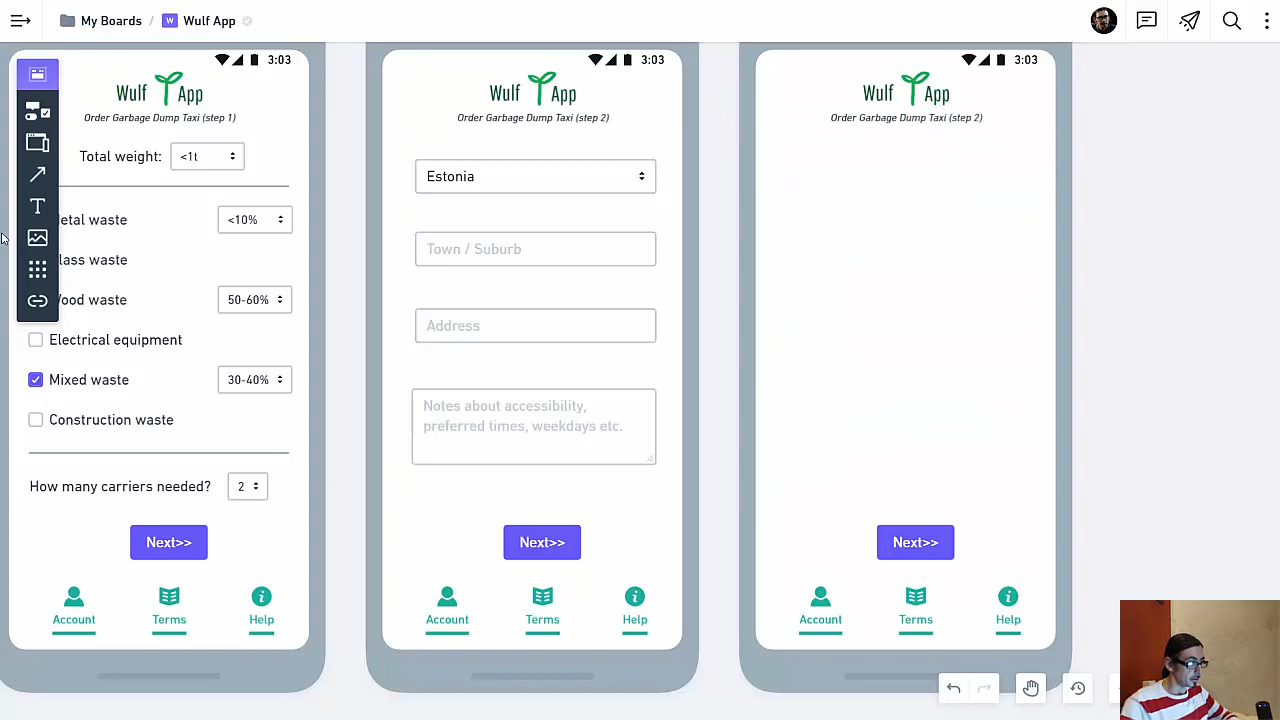 My Boards / W Wulf App
3:03
Wulf App
Order Garbage Dump Taxi (step 1)
Total weight: <1t
etal waste <10%
lass waste
ood waste 50-60%
Electrical equipment
Mixed waste 30-40%
Construction waste
How many carriers needed? 2
Next>>
Account Terms Help
3:03
Wulf App
Order Garbage Dump Taxi (step 2)
Estonia
Town / Suburb
Address
Notes about accessibility,
preferred times, weekdays etc.
Next>>
Account Terms Help
3:03
Wulf App
Order Garbage Dump Taxi (step 2)
Next>>
Account Terms Help